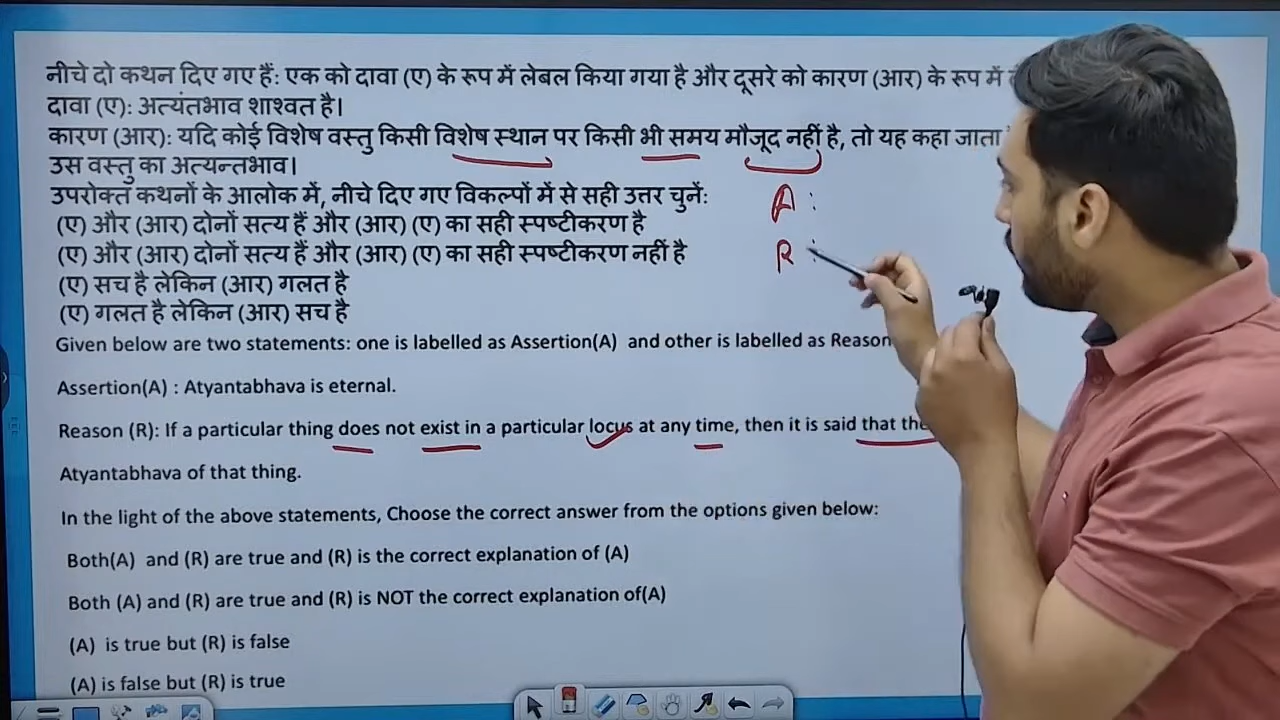 नीचे दो कथन दिए गए हैं: एक को दावा (ए) के रूप में लेबल किया गया है और दूसरे को कारण (आर) के रूप में
दावा (ए): अत्यंतभाव शाश्वत है।
कारण (आर): यदि कोई विशेष वस्तु किसी विशेष स्थान पर किसी भी समय मौजूद नहीं है, तो यह कहा जाता
उस वस्तु का अत्यन्तभाव।
उपरोक्त कथनों के आलोक में, नीचे दिए गए विकल्पों में से सही उत्तर चुनें:
A :
(ए) और (आर) दोनों सत्य हैं और (आर) (ए) का सही स्पष्टीकरण है
(ए) और (आर) दोनों सत्य हैं और (आर) (ए) का सही स्पष्टीकरण नहीं है
R :
(ए) सच है लेकिन (आर) गलत है
(ए) गलत है लेकिन (आर) सच है
Given below are two statements: one is labelled as Assertion(A) and other is labelled as Reason
Assertion(A) : Atyantabhava is eternal.
Reason (R): If a particular thing does not exist in a particular locus at any time, then it is said that the
Atyantabhava of that thing.
In the light of the above statements, Choose the correct answer from the options given below:
Both(A) and (R) are true and (R) is the correct explanation of (A)
Both (A) and (R) are true and (R) is NOT the correct explanation of(A)
(A) is true but (R) is false
(A) is false but (R) is true